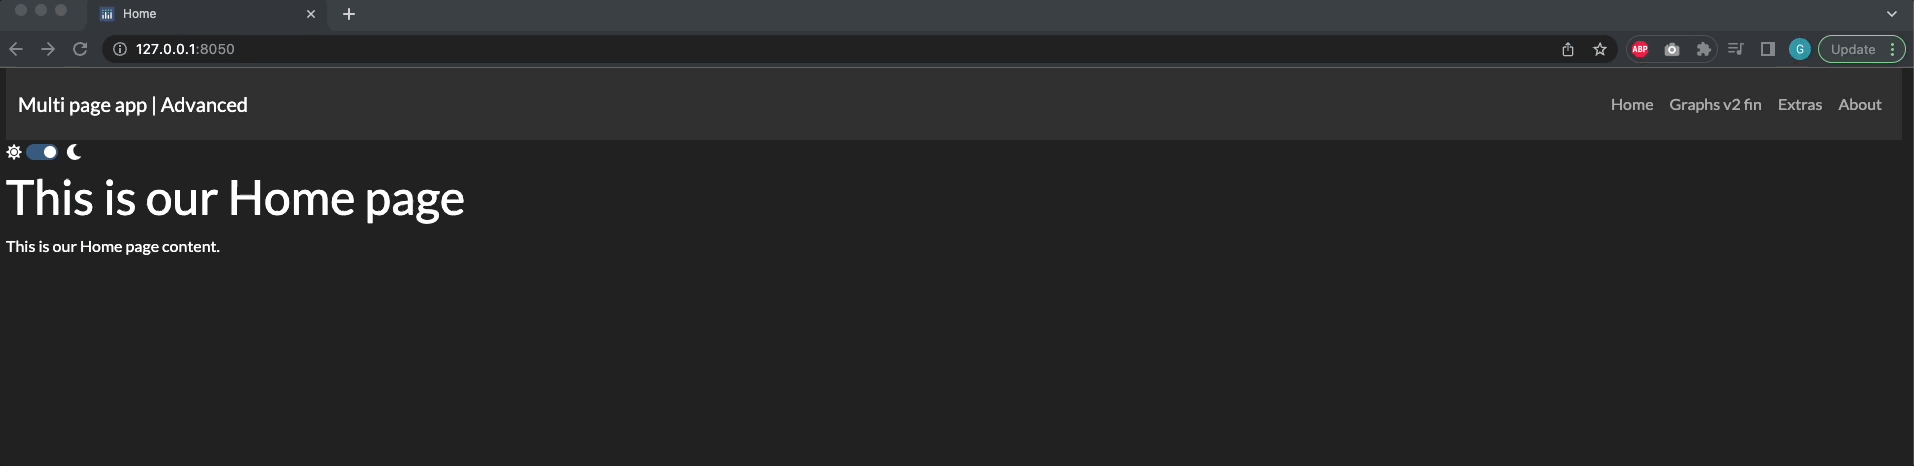 Home
127.0.0.1:8050
ABP
G
Update
Multi page app | Advanced
Home Graphs v2 fin Extras About
This is our Home page
This is our Home page content.